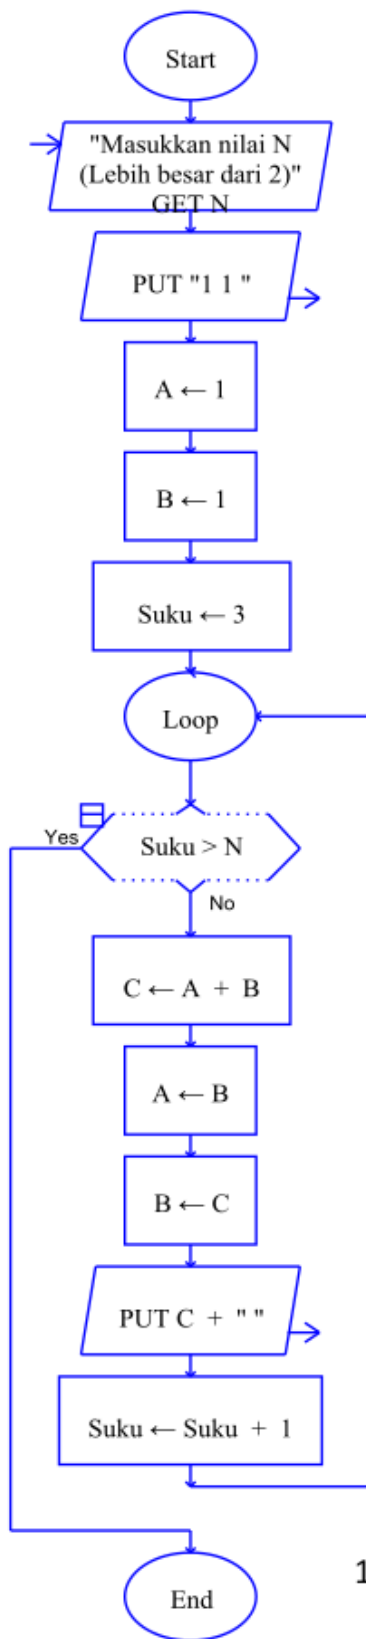 Start
"Masukkan nilai N
(Lebih besar dari 2)"
GET N
PUT "1 1 "
A ← 1
B ← 1
Suku ← 3
Loop
Yes
Suku > N
No
C ← A + B
A ← B
B ← C
PUT C + " "
Suku ← Suku + 1
End
1